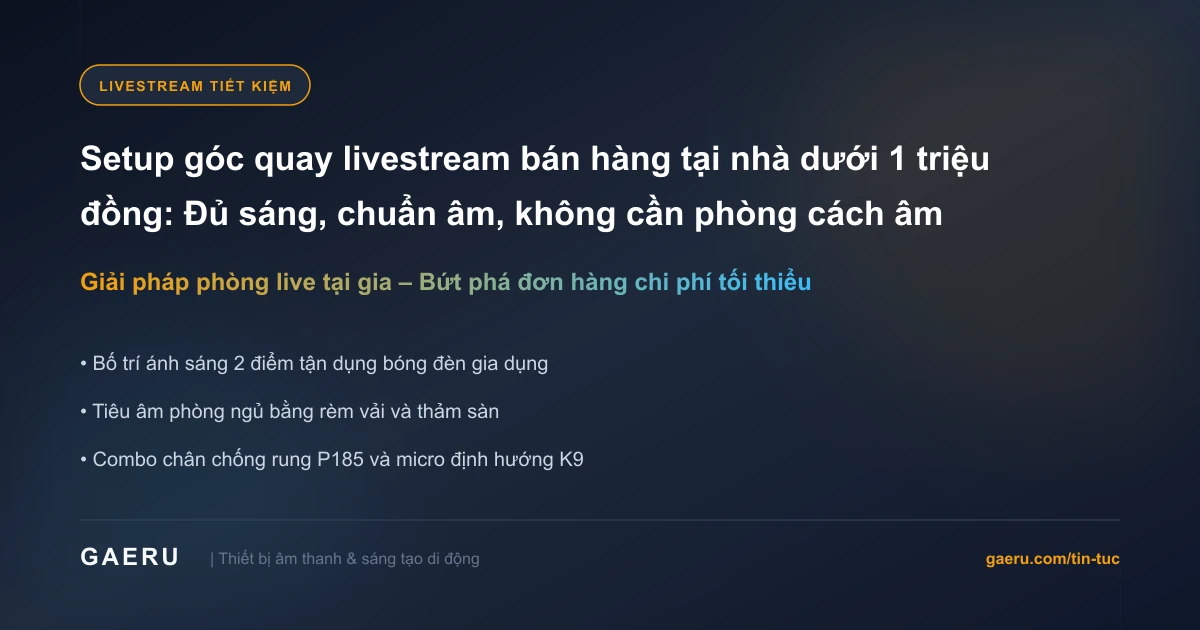 LIVESTREAM TIẾT KIỆM
Setup góc quay livestream bán hàng tại nhà dưới 1 triệu
đồng: Đủ sáng, chuẩn âm, không cần phòng cách âm
Giải pháp phòng live tại gia – Bứt phá đơn hàng chi phí tối thiểu
• Bố trí ánh sáng 2 điểm tận dụng bóng đèn gia dụng
• Tiêu âm phòng ngủ bằng rèm vải và thảm sàn
• Combo chân chống rung P185 và micro định hướng K9
GAERU | Thiết bị âm thanh & sáng tạo di động
gaeru.com/tin-tuc